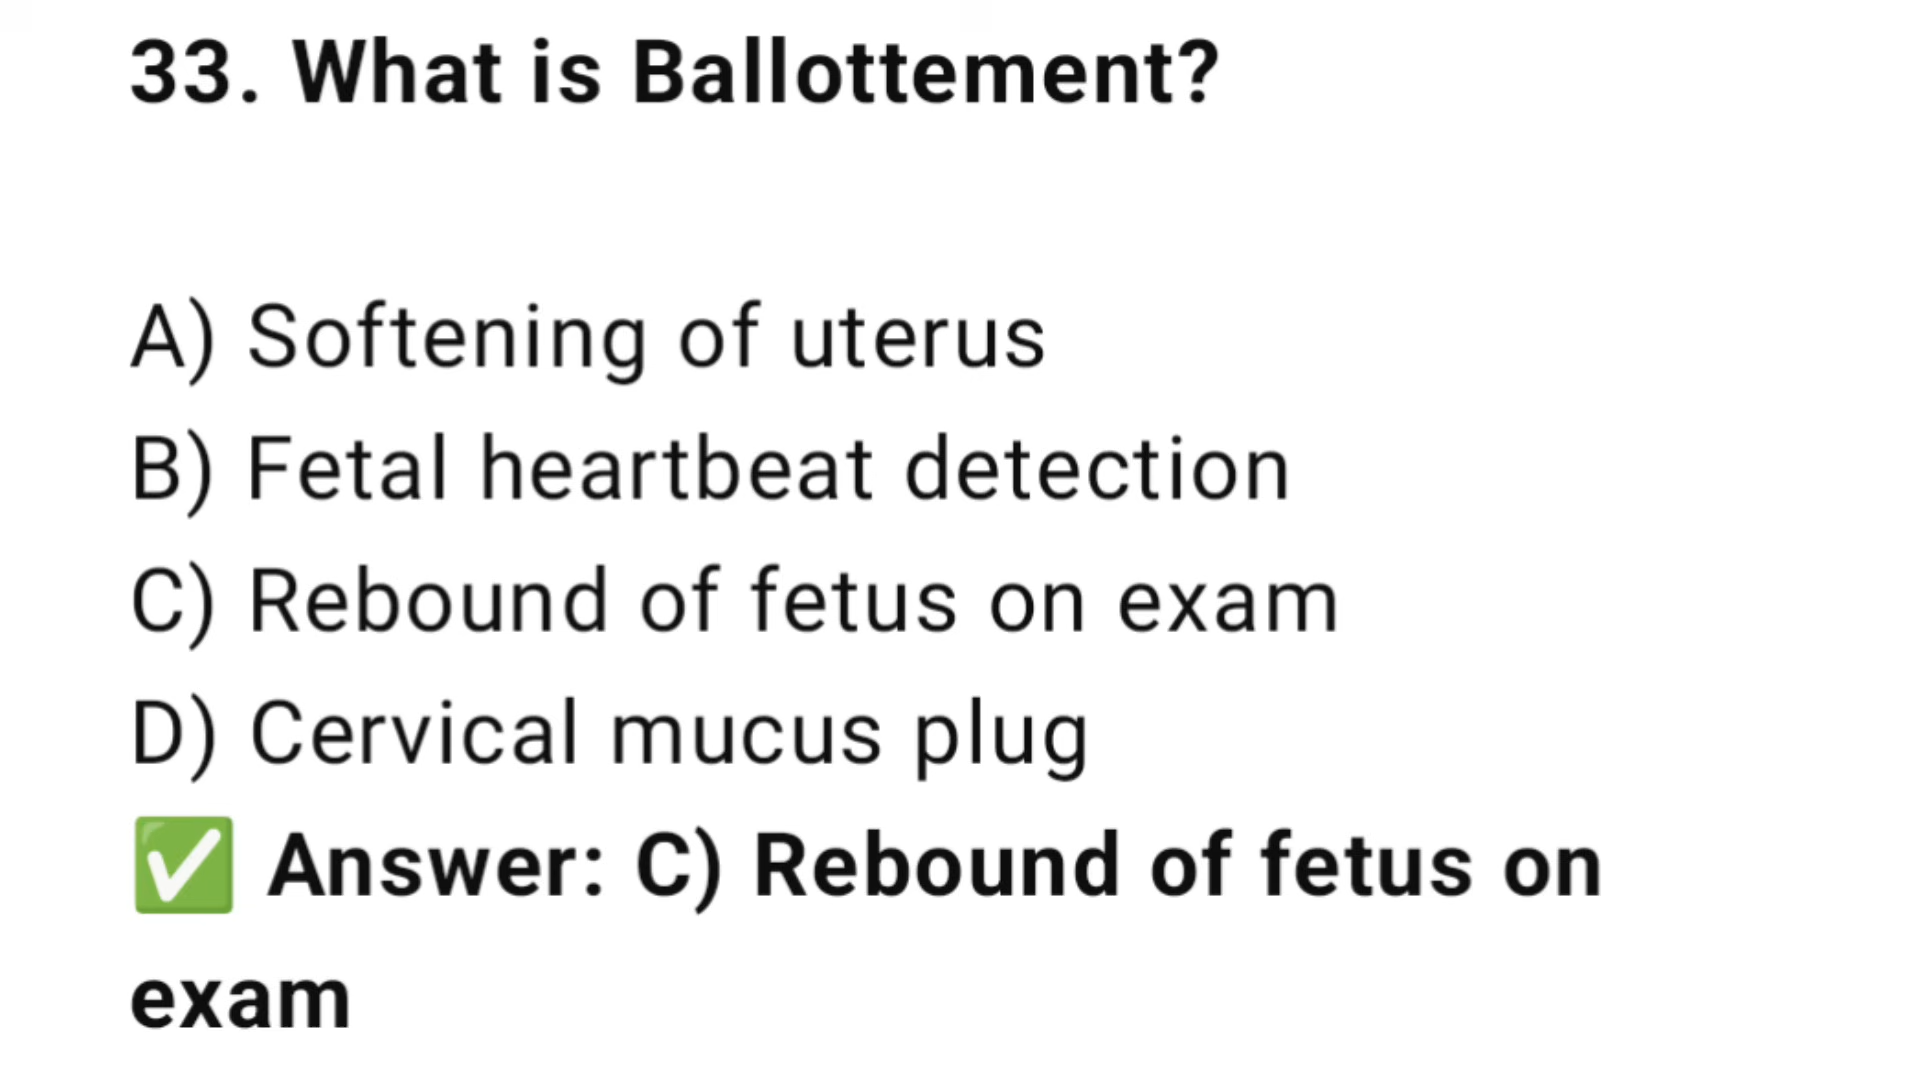 33. What is Ballottement?
A) Softening of uterus
B) Fetal heartbeat detection
C) Rebound of fetus on exam
D) Cervical mucus plug
✅ Answer: C) Rebound of fetus on
exam